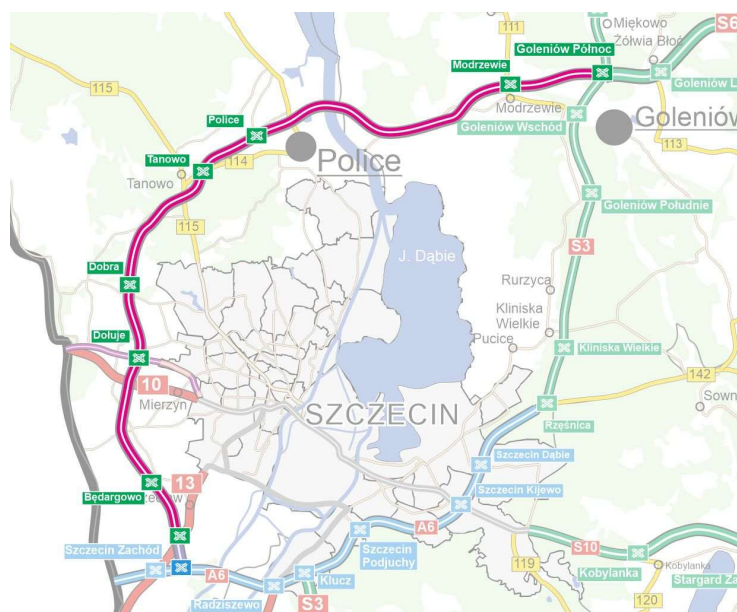 111
Miękowo
Żółwia Błoć
S6
Goleniów Północ
Modrzewie
Goleniów L
115
Modrzewie
Police
Goleniów Wschód
Goleniów
113
Tanowo
114
Police
Tanowo
Goleniów Południe
115
S3
J. Dąbie
Dobra
Rurzyca
Kliniska
Wielkie
Pucice
Dołuje
Kliniska Wielkie
142
10
Mierzyn
Sown
SZCZECIN
Rzęśnica
Szczecin Dąbie
13
Będargowo
Szczecin Kijewo
A6
Szczecin Zachód
Szczecin
Podjuchy
S10
119
Kobylanka
Kobylanka
A6
Klucz
Stargard Za
Radziszewo
S3
120